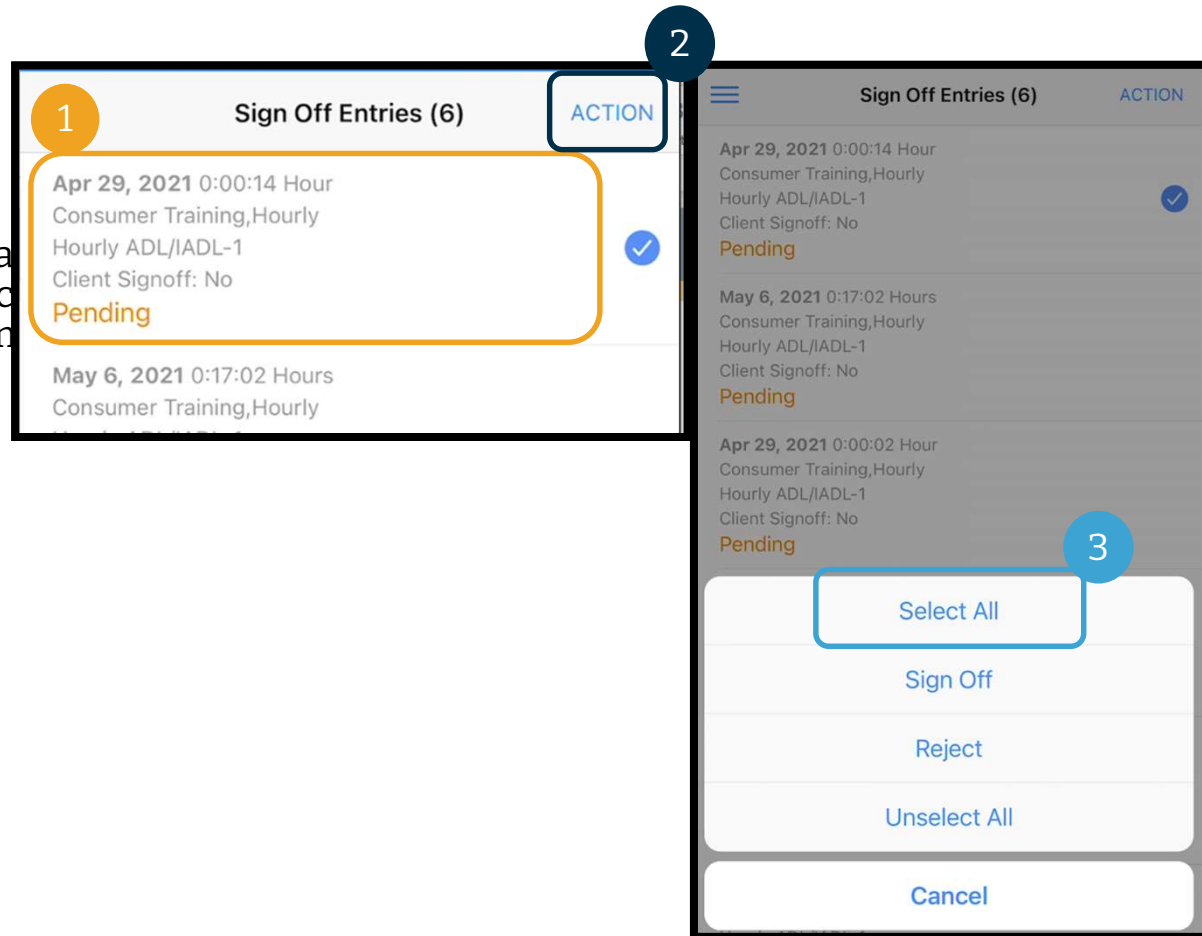 2
1
Sign Off Entries (6)
ACTION
Apr 29, 2021 0:00:14 Hour
Consumer Training,Hourly
Hourly ADL/IADL-1
Client Signoff: No
Pending
May 6, 2021 0:17:02 Hours
Consumer Training,Hourly
Sign Off Entries (6)
ACTION
Apr 29, 2021 0:00:14 Hour
Consumer Training,Hourly
Hourly ADL/IADL-1
Client Signoff: No
Pending
May 6, 2021 0:17:02 Hours
Consumer Training,Hourly
Hourly ADL/IADL-1
Client Signoff: No
Pending
Apr 29, 2021 0:00:02 Hour
Consumer Training,Hourly
Hourly ADL/IADL-1
Client Signoff: No
Pending
3
Select All
Sign Off
Reject
Unselect All
Cancel